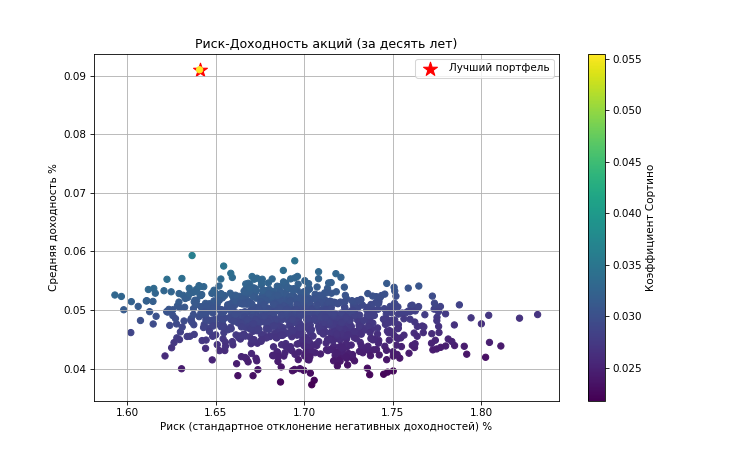 Риск-Доходность акций (за десять лет)
Лучший портфель
0.09
0.08
0.07
0.06
0.05
0.04
Средняя доходность %
1.60 1.65 1.70 1.75 1.80
Риск (стандартное отклонение негативных доходностей) %
0.055
0.050
0.045
0.040
0.035
0.030
0.025
Коэффициент Сортино